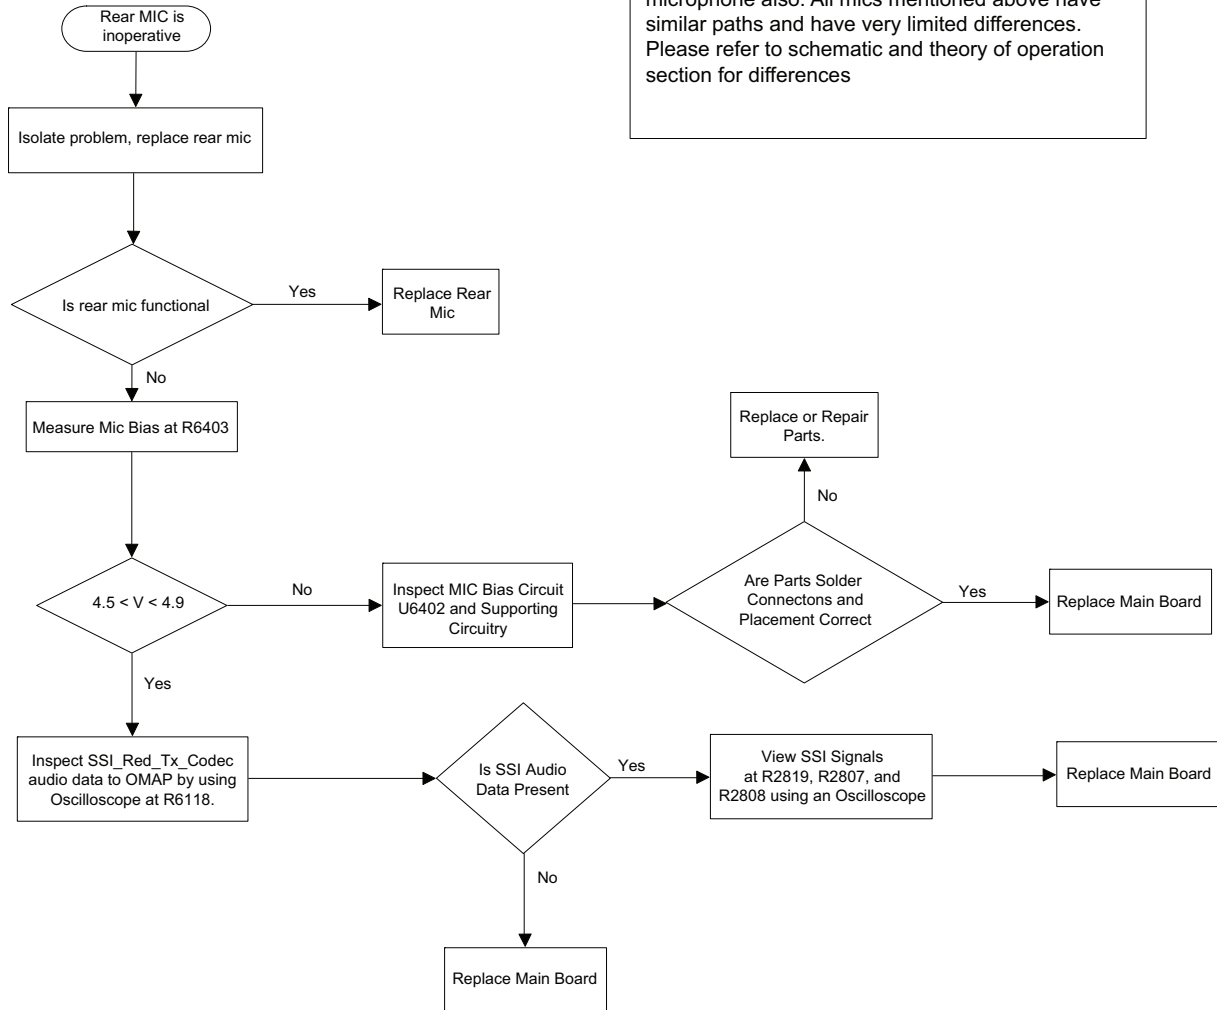 Rear MIC is
inoperative
microphone also. All mics mentioned above have
similar paths and have very limited differences.
Please refer to schematic and theory of operation
section for differences
Isolate problem, replace rear mic
Is rear mic functional
Yes
Replace Rear
Mic
No
Measure Mic Bias at R6403
Replace or Repair
Parts.
No
4.5 < V < 4.9
No
Inspect MIC Bias Circuit
U6402 and Supporting
Circuitry
Are Parts Solder
Connectons and
Placement Correct
Yes
Replace Main Board
Yes
Inspect SSI_Red_Tx_Codec
audio data to OMAP by using
Oscilloscope at R6118.
Is SSI Audio
Data Present
Yes
View SSI Signals
at R2819, R2807, and
R2808 using an Oscilloscope
Replace Main Board
No
Replace Main Board